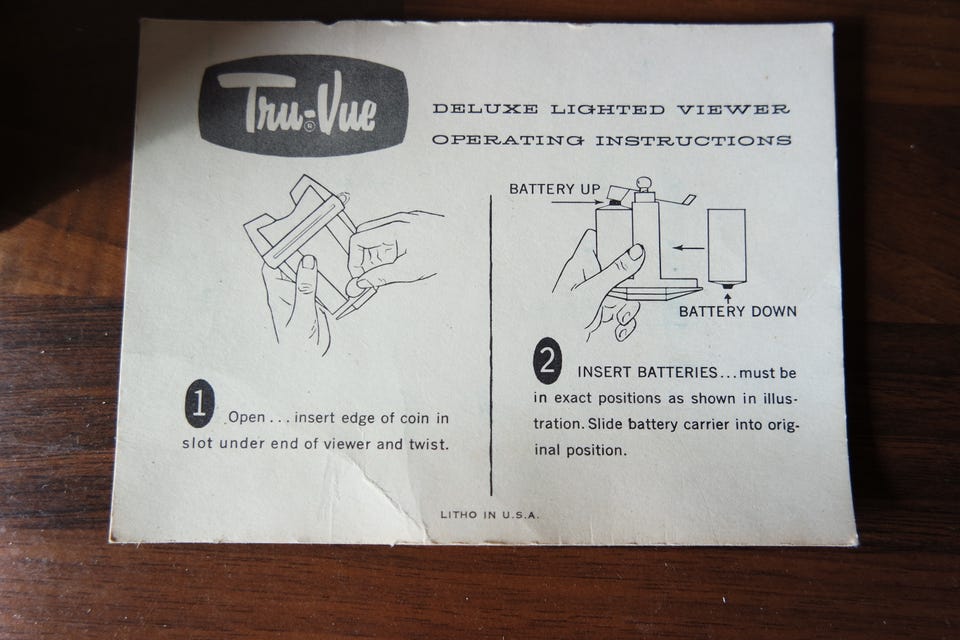 Tru-Vue ®
DELUXE LIGHTED VIEWER
OPERATING INSTRUCTIONS
1 Open... insert edge of coin in
slot under end of viewer and twist.
BATTERY UP
BATTERY DOWN
2 INSERT BATTERIES...must be
in exact positions as shown in illus-
tration. Slide battery carrier into orig-
inal position.
LITHO IN U.S.A.